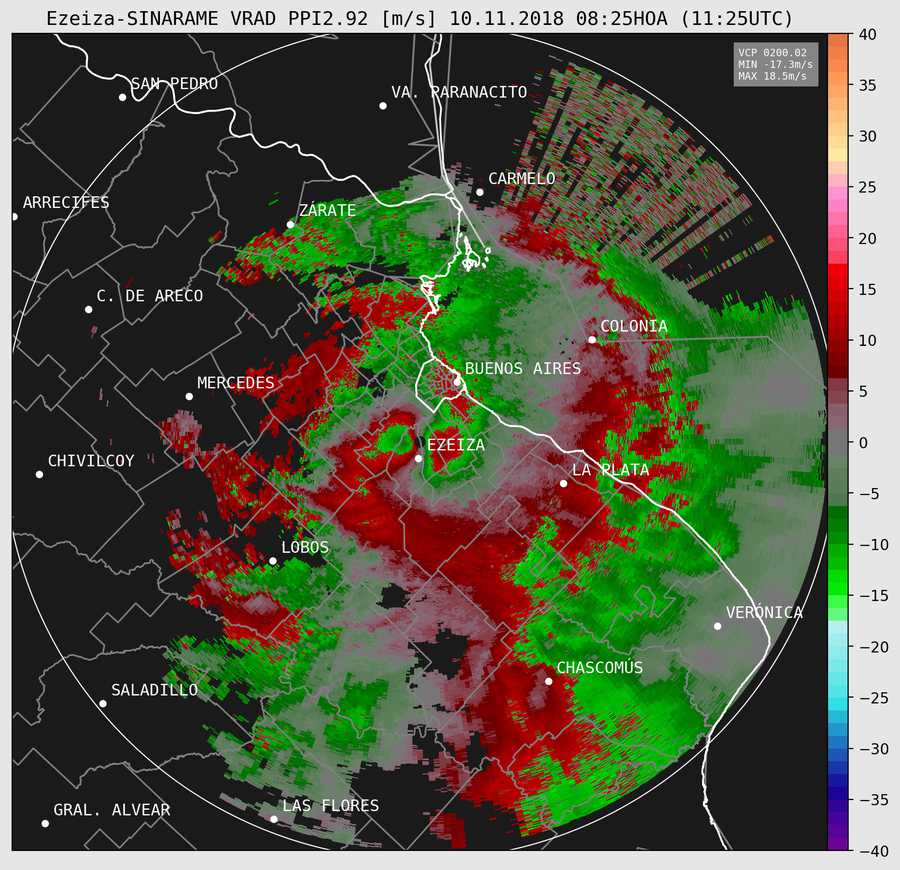 Ezeiza-SINARAME VRAD PPI2.92 [m/s] 10.11.2018 08:25HOA (11:25UTC)
VCP 0200.02
MIN -17.3m/s
MAX 18.5m/s
SAN PEDRO
VA. PARANACITO
CARMELO
ARRECIFES
ZÁRATE
C. DE ARECO
COLONIA
BUENOS AIRES
MERCEDES
EZEIZA
CHIVILCOY
LA PLATA
LOBOS
VERÓNICA
CHASCOMÚS
SALADILLO
LAS FLORES
GRAL. ALVEAR
40
35
30
25
20
15
10
5
0
−5
−10
−15
−20
−25
−30
−35
−40